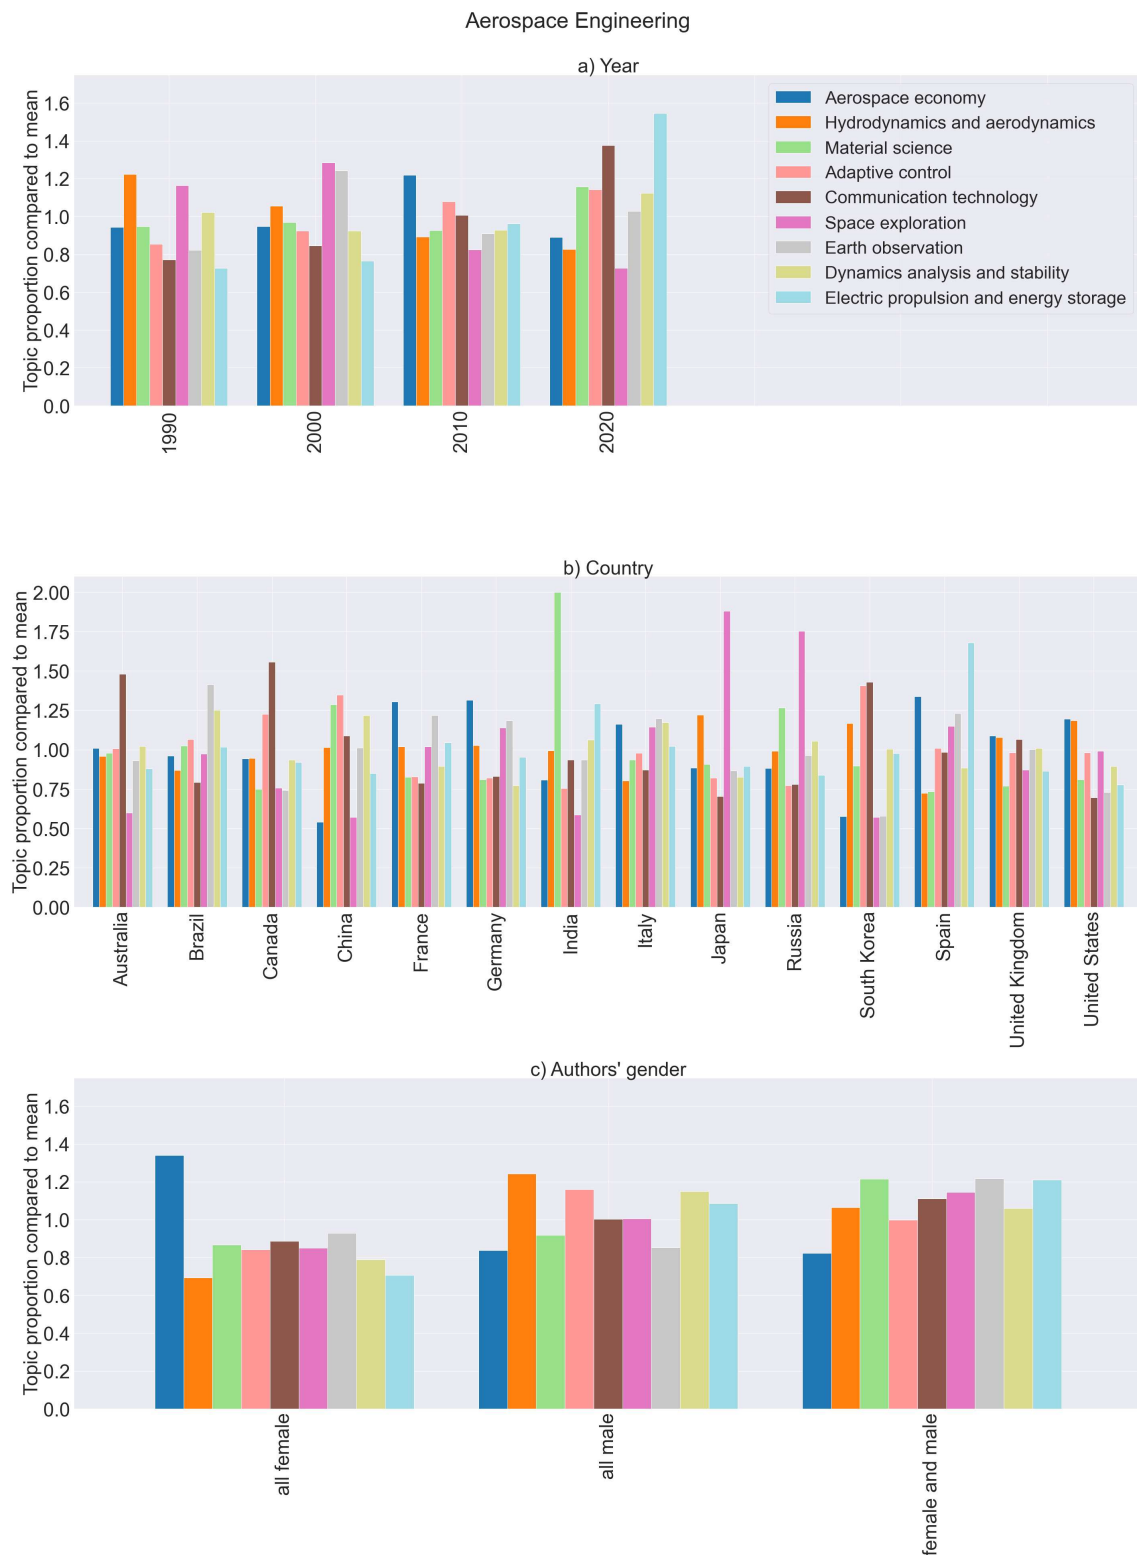 Aerospace Engineering
a) Year
Topic proportion compared to mean
1.6
1.4
1.2
1.0
0.8
0.6
0.4
0.2
0.0
Aerospace economy
Hydrodynamics and aerodynamics
Material science
Adaptive control
Communication technology
Space exploration
Earth observation
Dynamics analysis and stability
Electric propulsion and energy storage
1990
2000
2010
2020
b) Country
Topic proportion compared to mean
2.00
1.75
1.50
1.25
1.00
0.75
0.50
0.25
0.00
Australia
Brazil
Canada
China
France
Germany
India
Italy
Japan
Russia
South Korea
Spain
United Kingdom
United States
c) Authors' gender
Topic proportion compared to mean
1.6
1.4
1.2
1.0
0.8
0.6
0.4
0.2
0.0
all female
all male
female and male